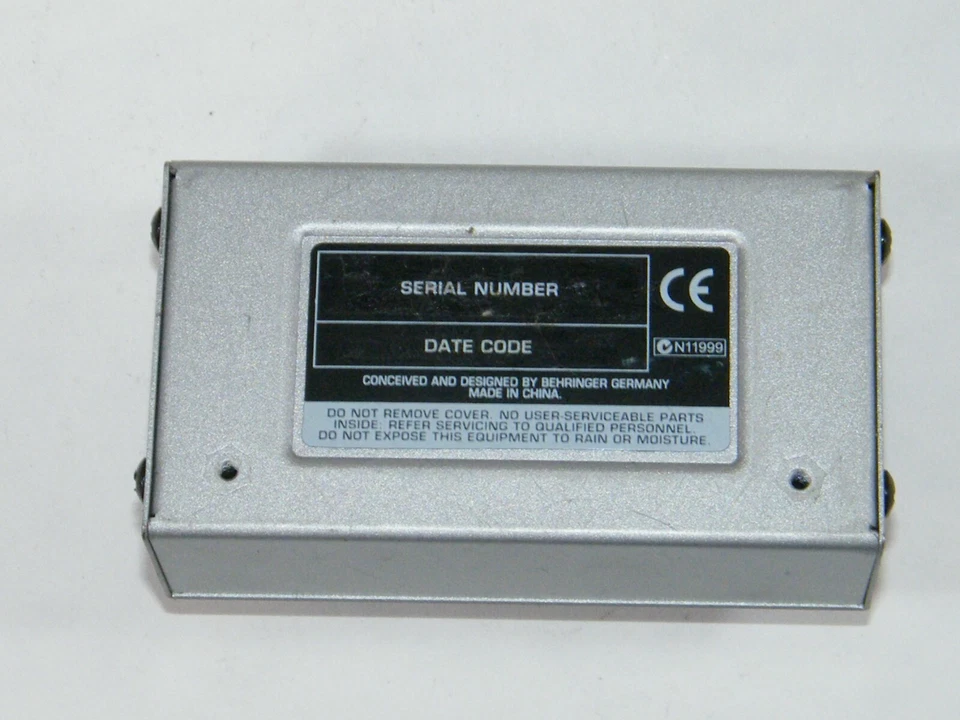 SERIAL NUMBER
CE
DATE CODE
N11999
CONCEIVED AND DESIGNED BY BEHRINGER GERMANY
MADE IN CHINA.
DO NOT REMOVE COVER. NO USER-SERVICEABLE PARTS
INSIDE: REFER SERVICING TO QUALIFIED PERSONNEL.
DO NOT EXPOSE THIS EQUIPMENT TO RAIN OR MOISTURE.